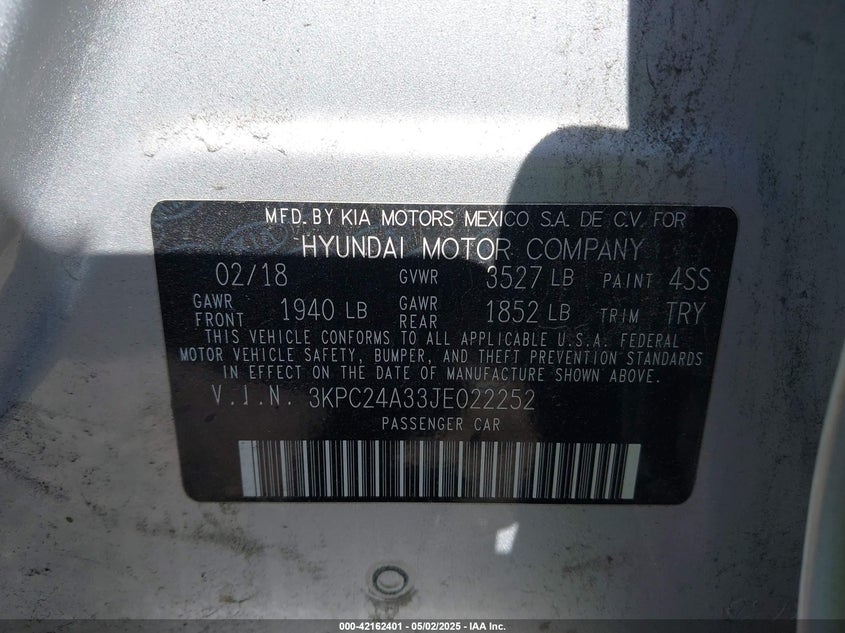 MFD. BY KIA MOTORS MEXICO S.A. DE C.V. FOR
HYUNDAI MOTOR COMPANY
02/18 GVWR 3527 LB PAINT 4SS
GAWR FRONT 1940 LB GAWR REAR 1852 LB TRIM TRY
THIS VEHICLE CONFORMS TO ALL APPLICABLE U.S.A. FEDERAL
MOTOR VEHICLE SAFETY, BUMPER, AND THEFT PREVENTION STANDARDS
IN EFFECT ON THE DATE OF MANUFACTURE SHOWN ABOVE.
V.I.N. 3KPC24A33JE022252
PASSENGER CAR
000-42162401 - 05/02/2025 - IAA Inc.